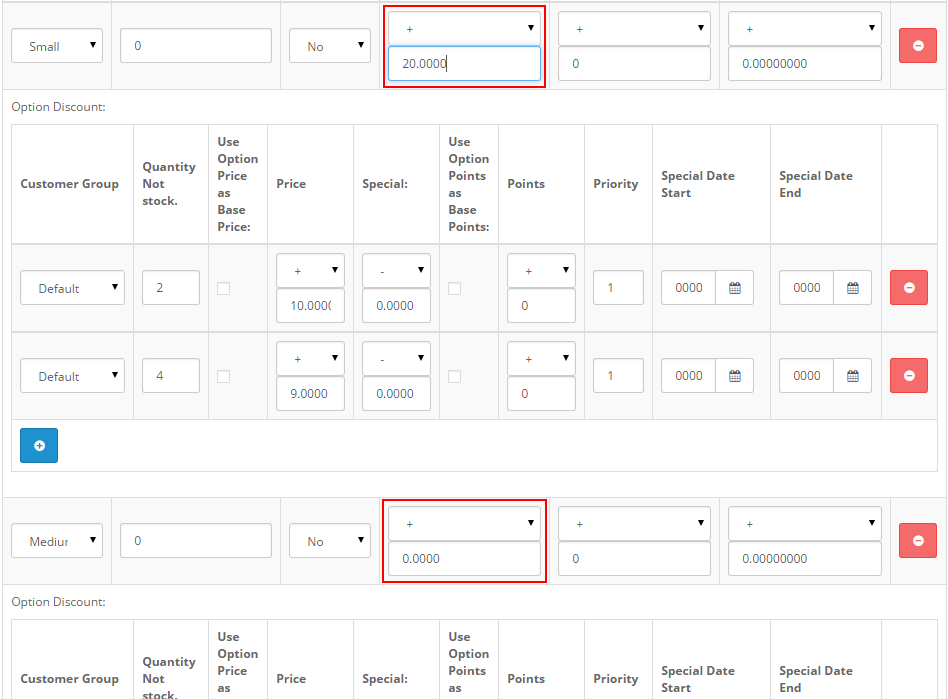 Small 0 No + 20.0000 + 0 + 0.00000000
Option Discount:
Customer Group Quantity Not stock. Use Option Price as Base Price: Price Special: Use Option Points as Base Points: Points Priority Special Date Start Special Date End
Default 2 + 10.000 - 0.0000 + 0 1 0000 0000
Default 4 + 9.0000 - 0.0000 + 0 1 0000 0000
Mediur 0 No + 0.0000 + 0 + 0.00000000
Option Discount:
Customer Group Quantity Not stock. Use Option Price as Price Special: Use Option Points as Points Priority Special Date Start Special Date End